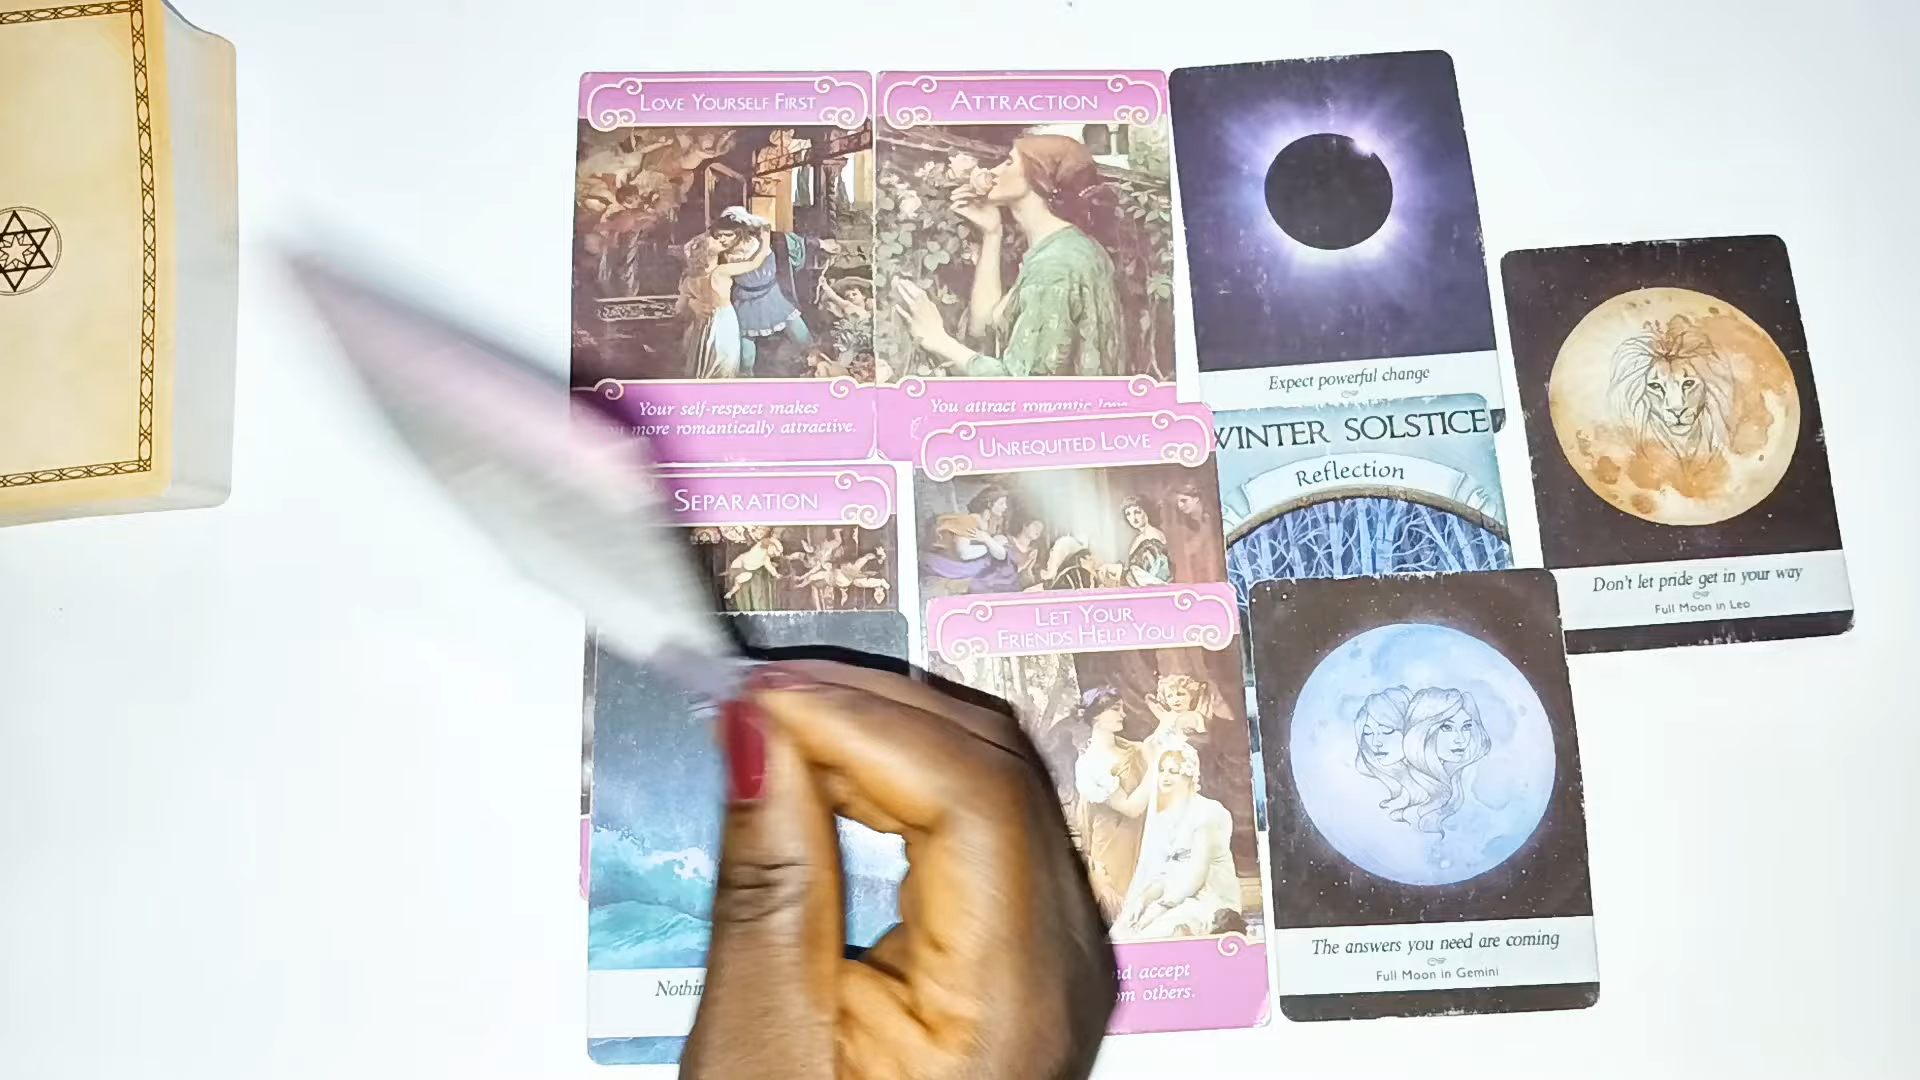 LOVE YOURSELF FIRST
Your self-respect makes
more romantically attractive.
ATTRACTION
You attract romantic love
Expect powerful change
UNREQUITED LOVE
SEPARATION
WINTER SOLSTICE
Reflection
Don't let pride get in your way
Full Moon in Leo
LET YOUR
FRIENDS HELP YOU
accept
others.
The answers you need are coming
Full Moon in Gemini